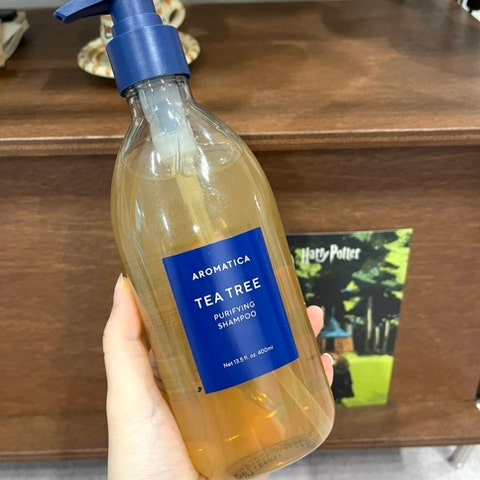 AROMATICA
TEA TREE
PURIFYING
SHAMPOO
Net 13.5 fl. oz. 400ml
Harry Potter